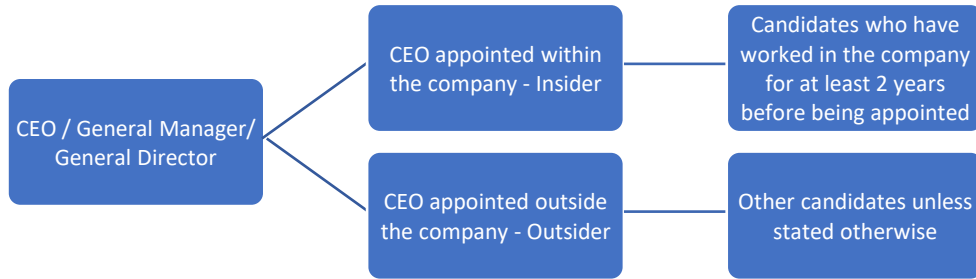 CEO / General Manager/
General Director
CEO appointed within
the company - Insider
Candidates who have
worked in the company
for at least 2 years
before being appointed
CEO appointed outside
the company - Outsider
Other candidates unless
stated otherwise